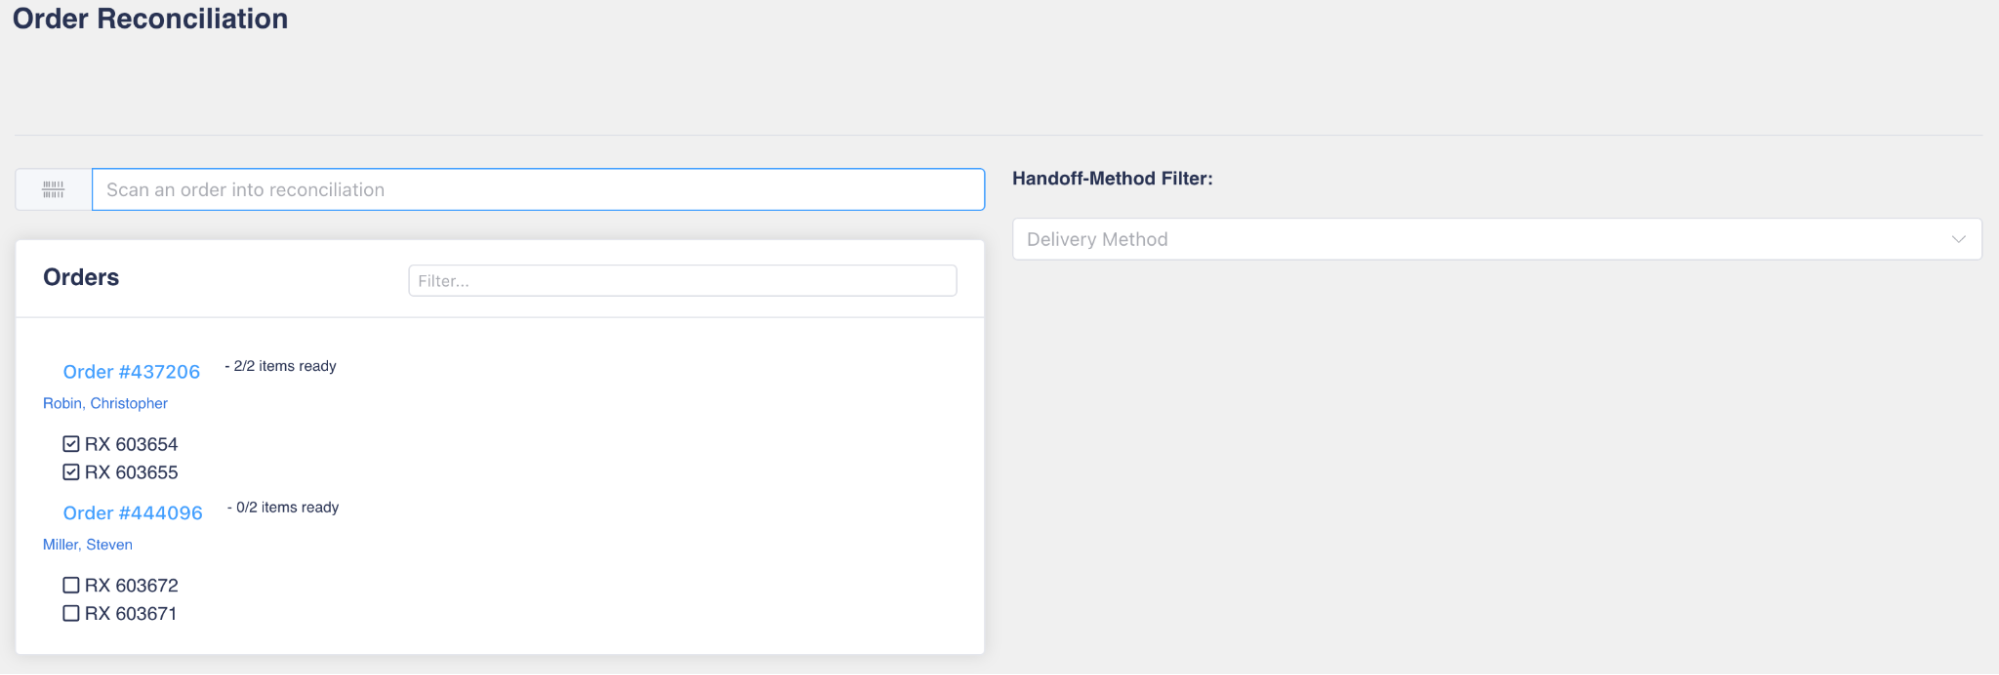 Order Reconciliation
Scan an order into reconciliation
Handoff-Method Filter:
Delivery Method
Orders
Filter...
Order #437206 - 2/2 items ready
Robin, Christopher
RX 603654
RX 603655
Order #444096 - 0/2 items ready
Miller, Steven
RX 603672
RX 603671